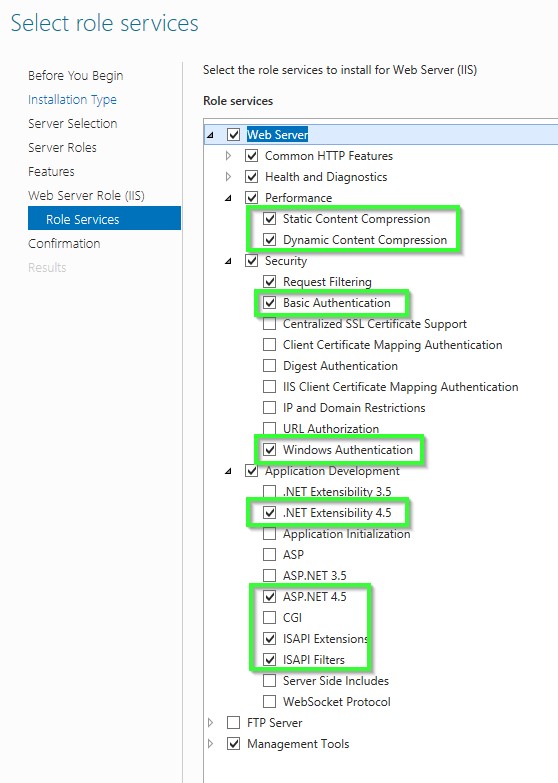 Select role services
Before You Begin
Installation Type
Server Selection
Server Roles
Features
Web Server Role (IIS)
Role Services
Confirmation
Results
Select the role services to install for Web Server (IIS)
Role services
Web Server
Common HTTP Features
Health and Diagnostics
Performance
Static Content Compression
Dynamic Content Compression
Security
Request Filtering
Basic Authentication
Centralized SSL Certificate Support
Client Certificate Mapping Authentication
Digest Authentication
IIS Client Certificate Mapping Authentication
IP and Domain Restrictions
URL Authorization
Windows Authentication
Application Development
.NET Extensibility 3.5
.NET Extensibility 4.5
Application Initialization
ASP
ASP.NET 3.5
ASP.NET 4.5
CGI
ISAPI Extensions
ISAPI Filters
Server Side Includes
WebSocket Protocol
FTP Server
Management Tools